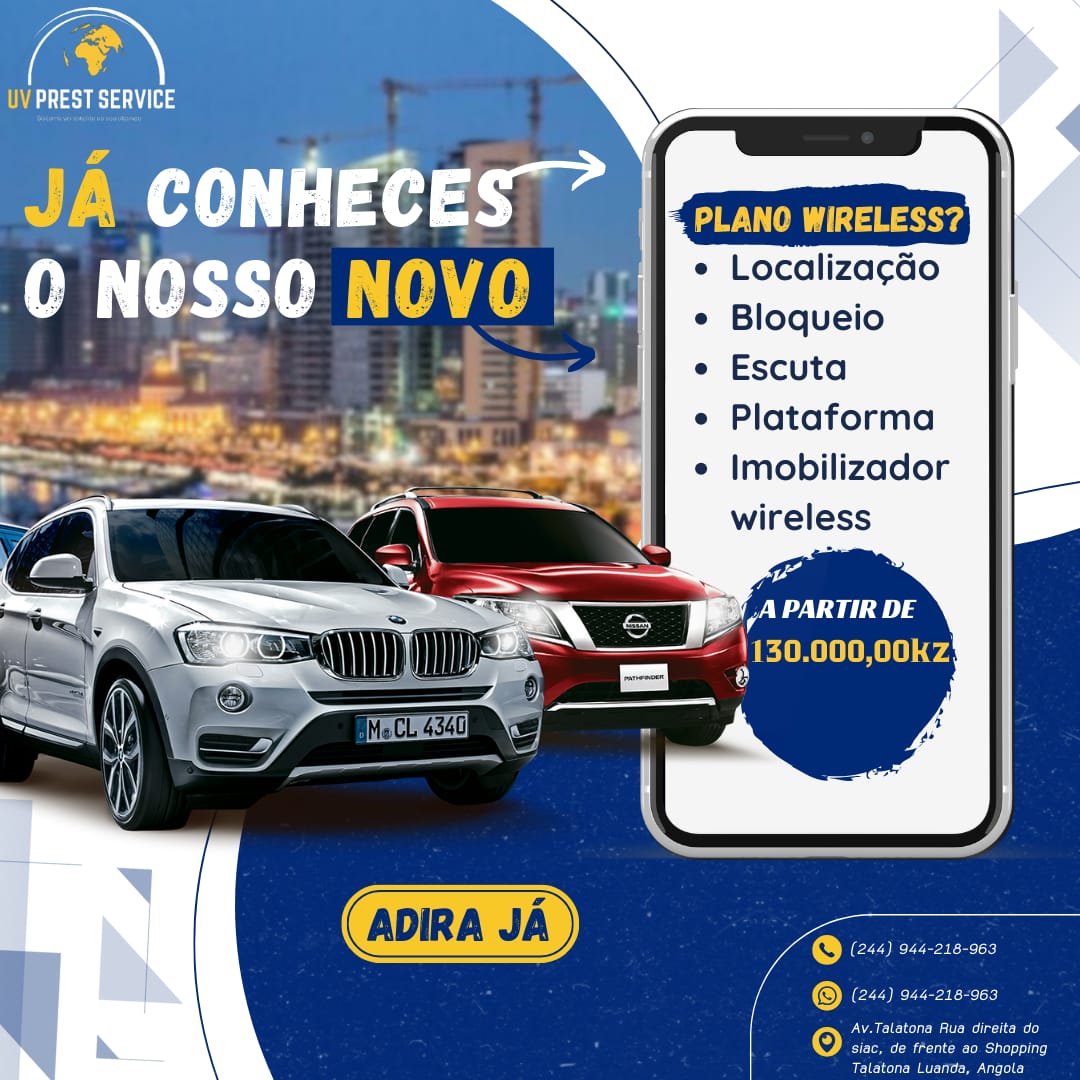 UV PREST SERVICE
JÁ CONHECES
O NOSSO NOVO
PLANO WIRELESS?
• Localização
• Bloqueio
• Escuta
• Plataforma
• Imobilizador
wireless
A PARTIR DE
130.000,00kz
NISSAN
PATHFINDER
M CL 4340
ADIRA JÁ
(244) 944-218-963
(244) 944-218-963
Av.Talatona Rua direita do
siac, de frente ao Shopping
Talatona Luanda, Angola